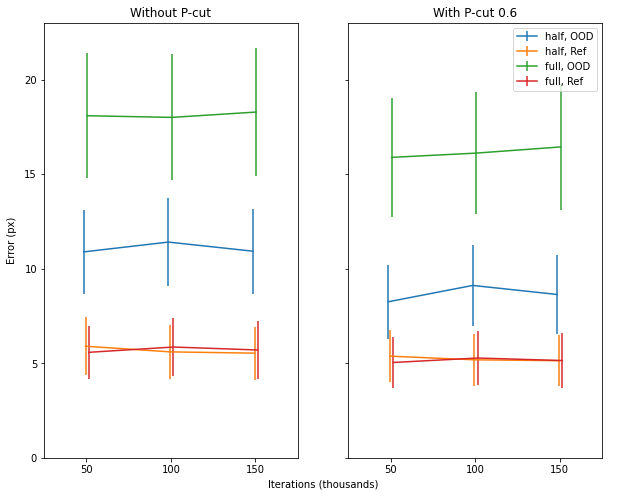 Without P-cut
With P-cut 0.6
half, OOD
half, Ref
full, OOD
full, Ref
Error (px)
20
15
10
5
0
50 100 150
50 100 150
Iterations (thousands)